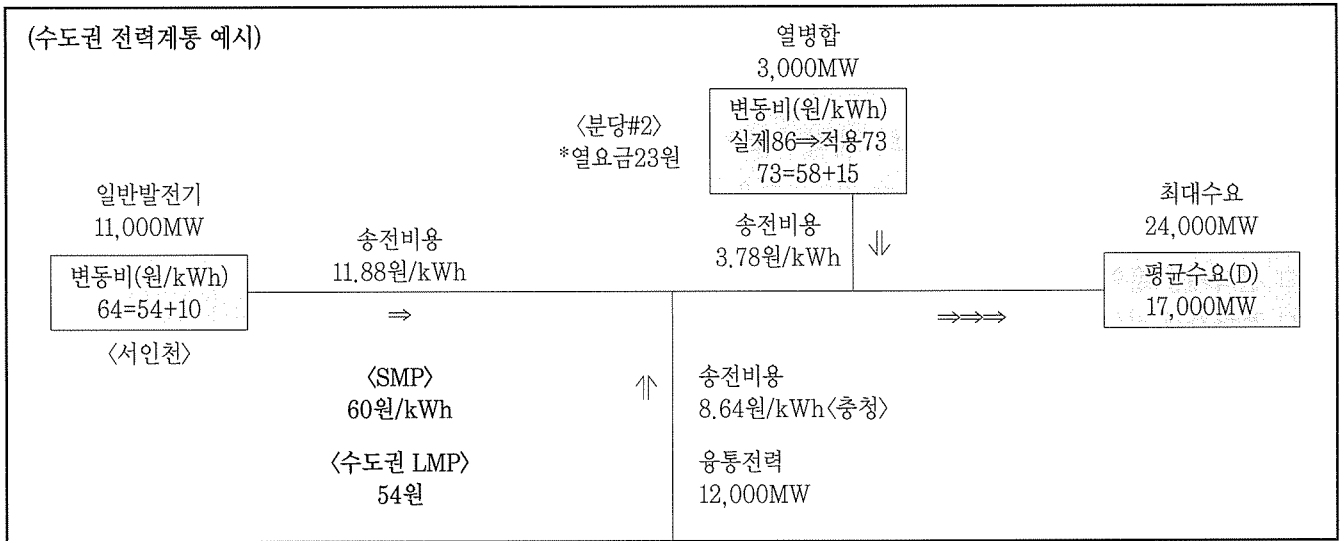 (수도권 전력계통 예시)
열병합
3,000MW
변동비(원/kWh)
실제86⇒적용73
73=58+15
〈분당#2〉
*열요금23원
일반발전기
11,000MW
변동비(원/kWh)
64=54+10
〈서인천〉
송전비용
11.88원/kWh
⇒
송전비용
3.78원/kWh
⇓
최대수요
24,000MW
평균수요(D)
17,000MW
⇒⇒⇒
〈SMP〉
60원/kWh
⇑
송전비용
8.64원/kWh〈충청〉
〈수도권 LMP〉
54원
융통전력
12,000MW